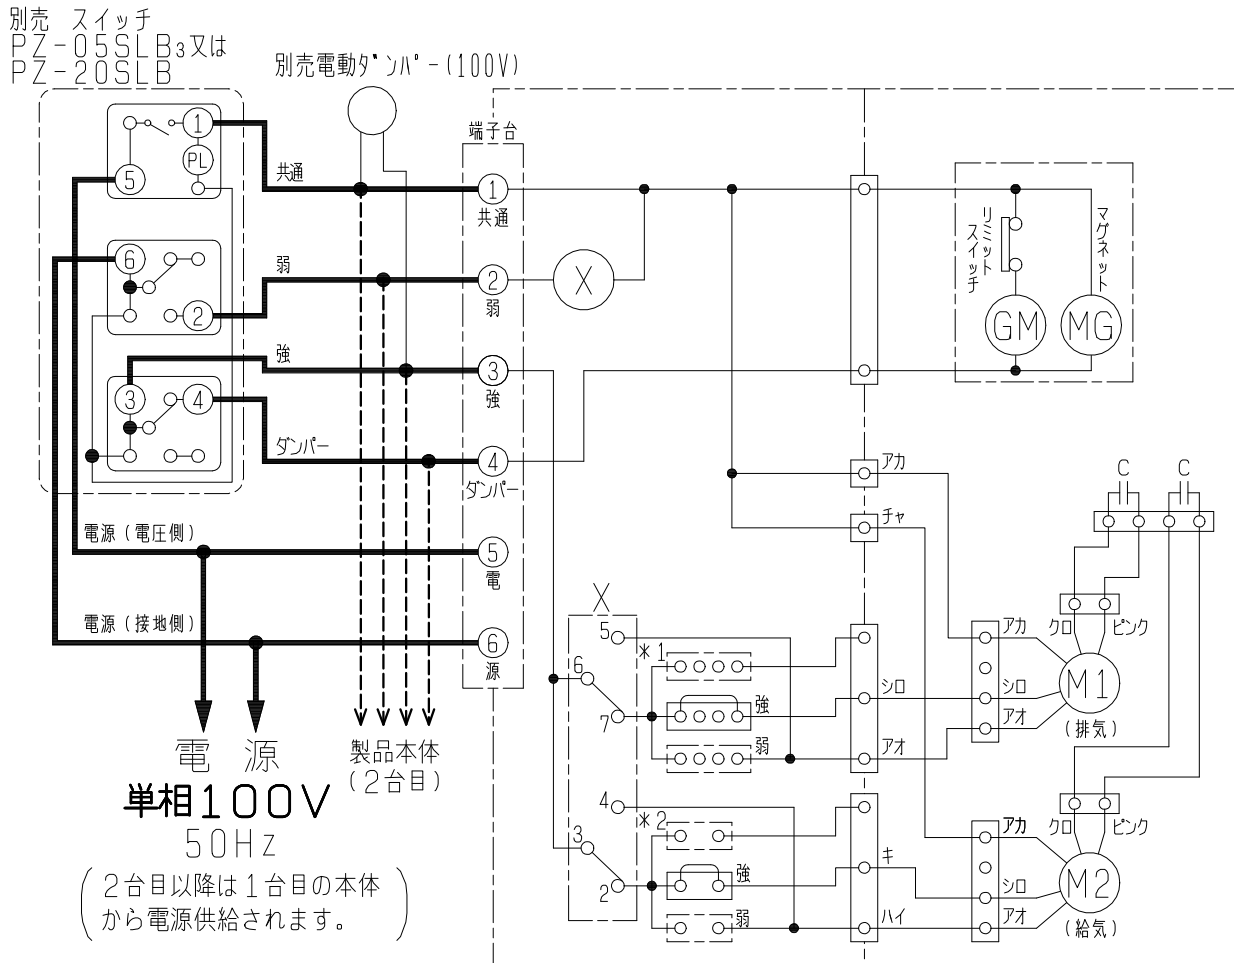 別売 スイッチ
PZ-05SLB₃又は
PZ-20SLB
別売電動ダンパー(100V)
端子台
1
PL
5
共通
1
共通
6
2
弱
2
弱
X
3
4
強
3
強
ダンパー
4
ダンパー
電源(電圧側)
5
電
電源(接地側)
6
源
電 源
単相100V
50Hz
2台目以降は1台目の本体
から電源供給されます。
製品本体
(2台目)
リミット
スイッチ
マグネット
GM
MG
アカ
チャ
C
C
X
5
6
7
*1
強
弱
シロ
アオ
4
3
2
*2
強
弱
キ
ハイ
アカ
シロ
アオ
クロ
ピンク
M1
(排気)
アカ
シロ
アオ
クロ
ピンク
M2
(給気)